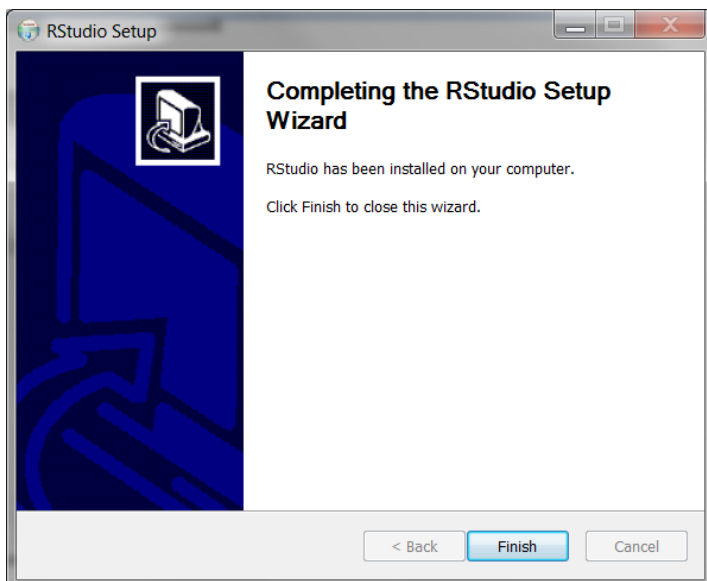 RStudio Setup
Completing the RStudio Setup
Wizard
RStudio has been installed on your computer.
Click Finish to close this wizard.
< Back Finish Cancel